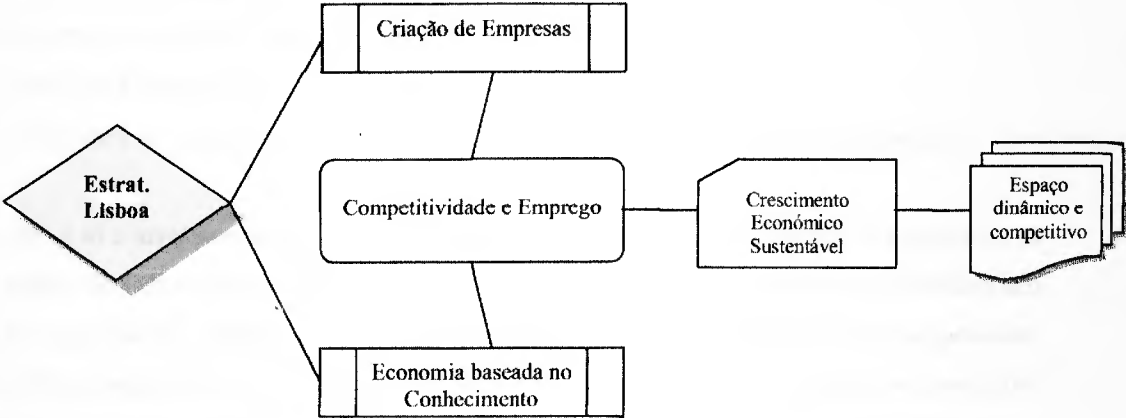 Criação de Empresas
Estrat.
Lisboa
Competitividade e Emprego
Crescimento
Económico
Sustentável
Espaço
dinâmico e
competitivo
Economia baseada no
Conhecimento